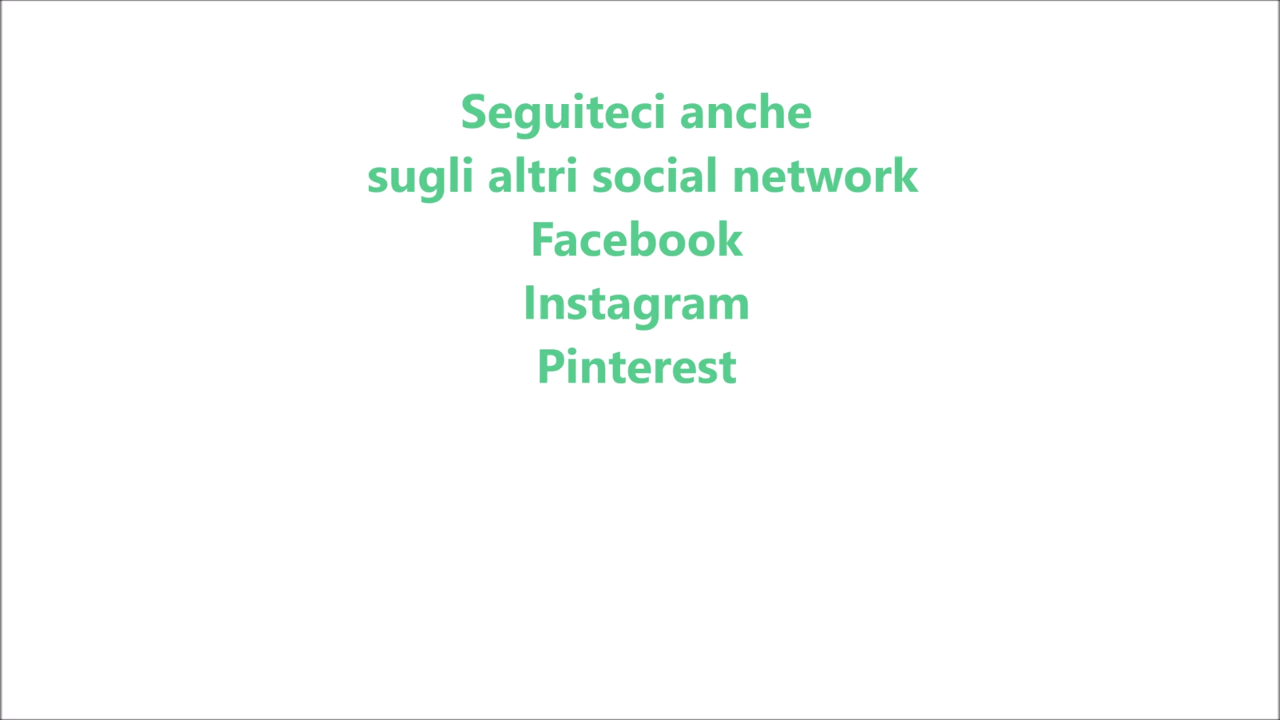 Seguiteci anche
sugli altri social network
Facebook
Instagram
Pinterest